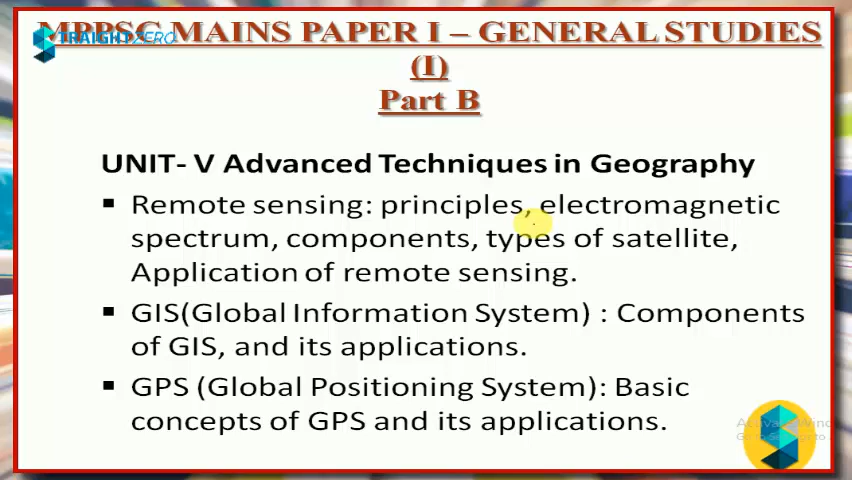 MPPSC MAINS PAPER I – GENERAL STUDIES
TRAIGHTZERO
(I)
Part B
UNIT- V Advanced Techniques in Geography
▪ Remote sensing: principles, electromagnetic
spectrum, components, types of satellite,
Application of remote sensing.
▪ GIS(Global Information System) : Components
of GIS, and its applications.
▪ GPS (Global Positioning System): Basic
concepts of GPS and its applications.